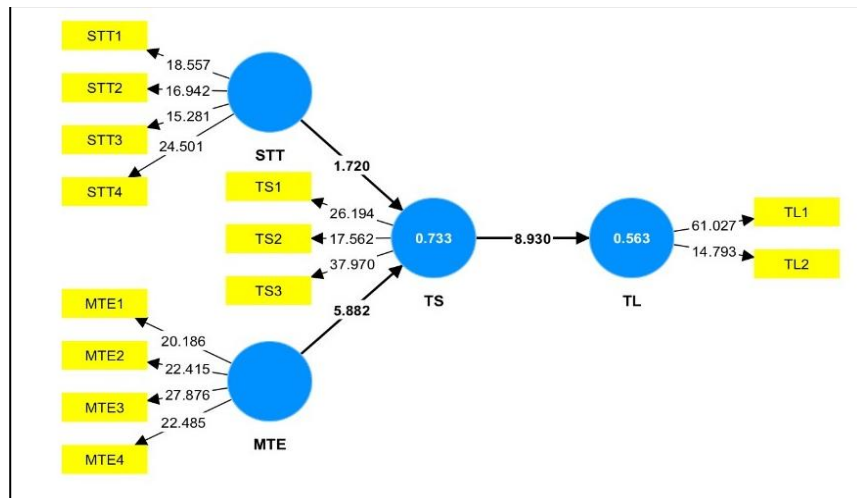 STT1
18.557
STT2
16.942
STT3
15.281
STT4
24.501
STT
1.720
TS1
26.194
TS2
17.562
TS3
37.970
0.733
TS
8.930
0.563
TL
61.027
TL1
14.793
TL2
5.882
MTE1
20.186
MTE2
22.415
MTE3
27.876
MTE4
22.485
MTE